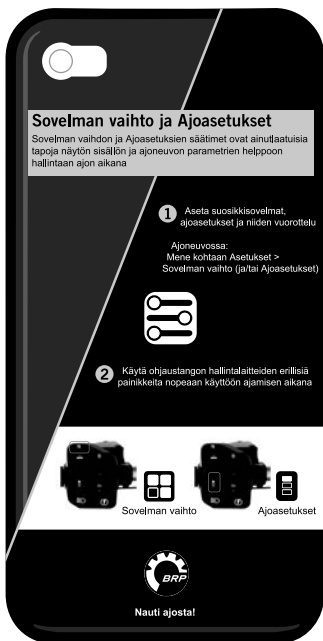 Sovelman vaihto ja Ajoasetukset
Sovelman vaihdon ja Ajoasetuksien säätimet ovat ainutlaatuisia
tapoja näytön sisällön ja ajoneuvon parametrien helppoon
hallintaan ajon aikana
1 Aseta suosikkisovelmat,
ajoasetukset ja niiden vuorottelu
Ajoneuvossa:
Mene kohtaan Asetukset >
Sovelman vaihto (ja/tai Ajoasetukset)
2 Käytä ohjaustangon hallintalaitteiden erillisiä
painikkeita nopeaan käyttöön ajamisen aikana
Sovelman vaihto
Ajoasetukset
BRP
Nauti ajosta!